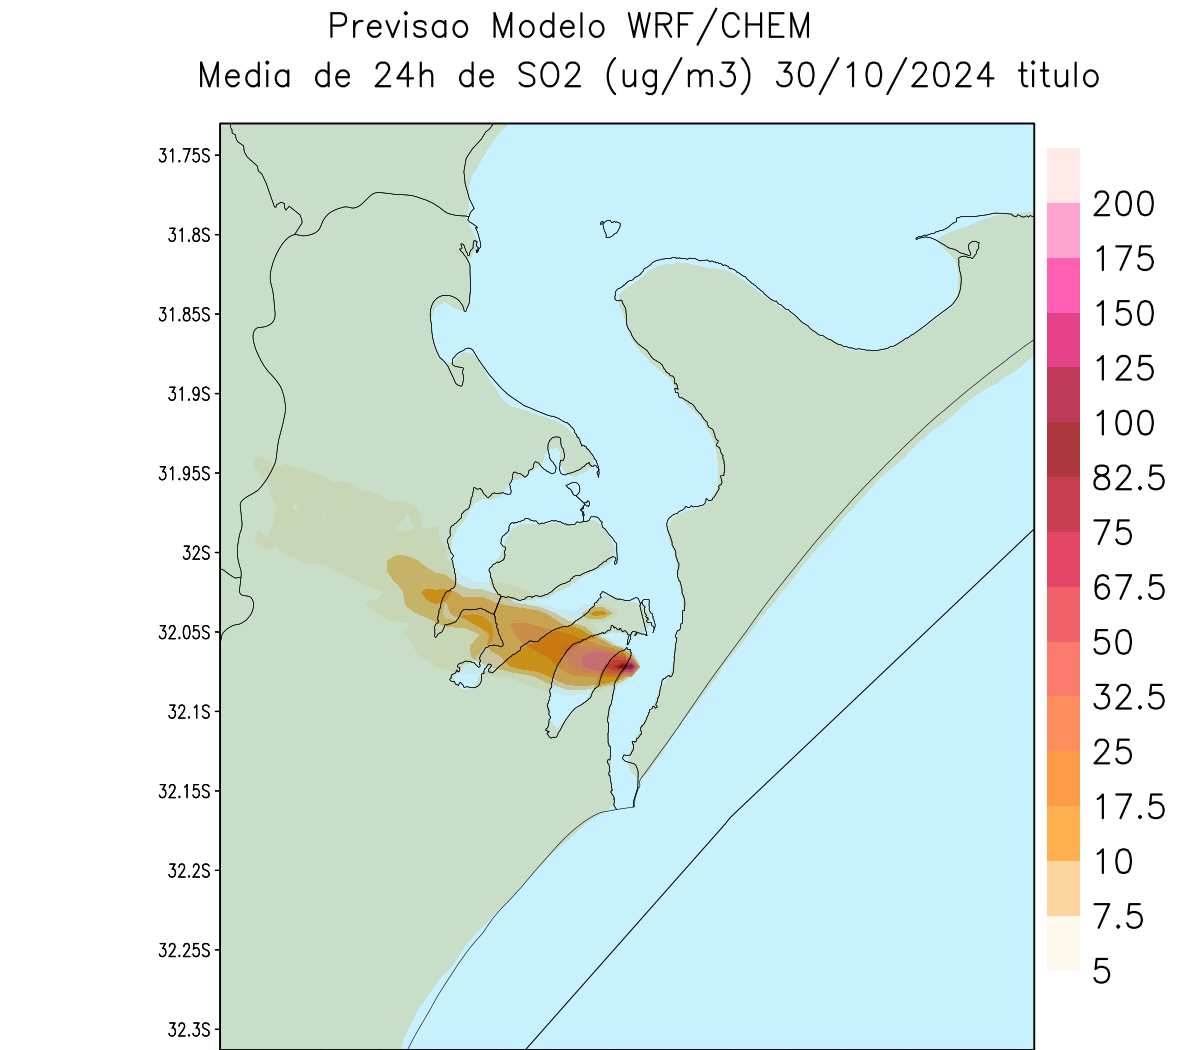 Previsao Modelo WRF/CHEM
Media de 24h de SO2 (ug/m3) 30/10/2024 titulo
31.75S
31.8S
31.85S
31.9S
31.95S
32S
32.05S
32.1S
32.15S
32.2S
32.25S
32.3S
200
175
150
125
100
82.5
75
67.5
50
32.5
25
17.5
10
7.5
5